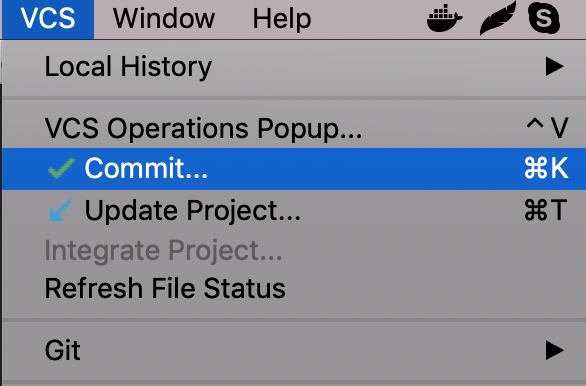 VCS Window Help
Local History
VCS Operations Popup... ^V
Commit... ⌘K
Update Project... ⌘T
Integrate Project...
Refresh File Status
Git